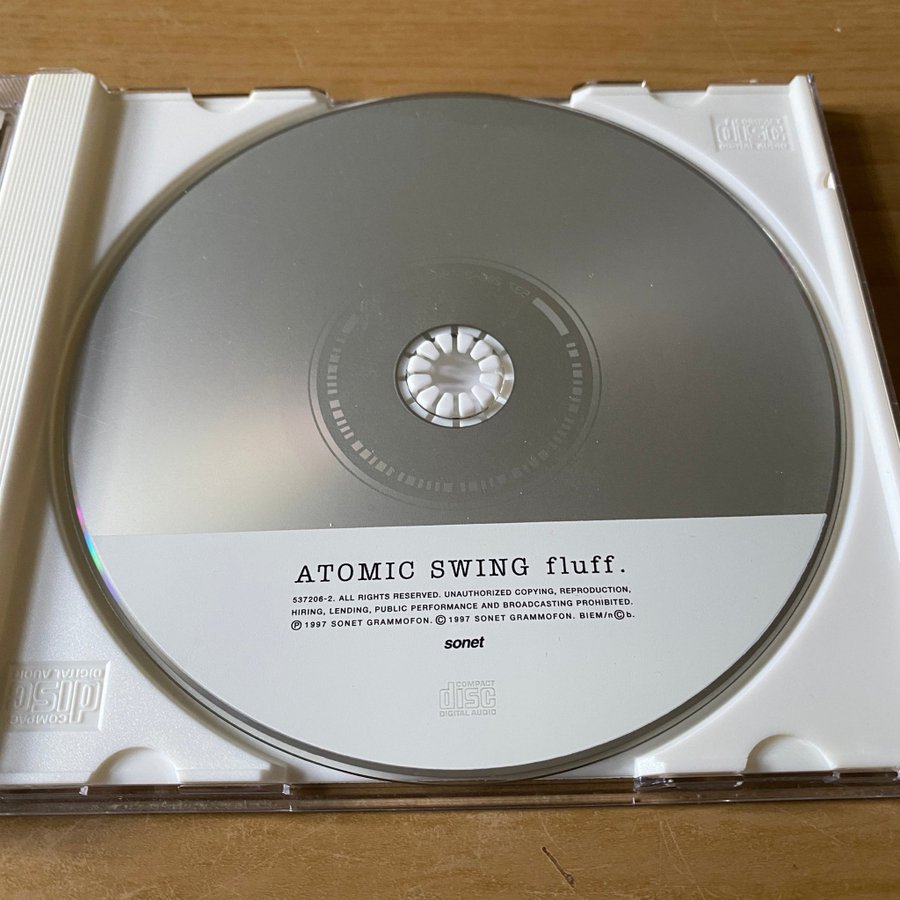 COMPACT
disc
DIGITAL AUDIO
ATOMIC SWING fluff.
537206-2. ALL RIGHTS RESERVED. UNAUTHORIZED COPYING, REPRODUCTION,
HIRING, LENDING, PUBLIC PERFORMANCE AND BROADCASTING PROHIBITED.
Ⓟ 1997 SONET GRAMMOFON. © 1997 SONET GRAMMOFON. BIEM/n©b.
sonet
COMPACT
disc
DIGITAL AUDIO
COMPACT
disc
DIGITAL AUDIO